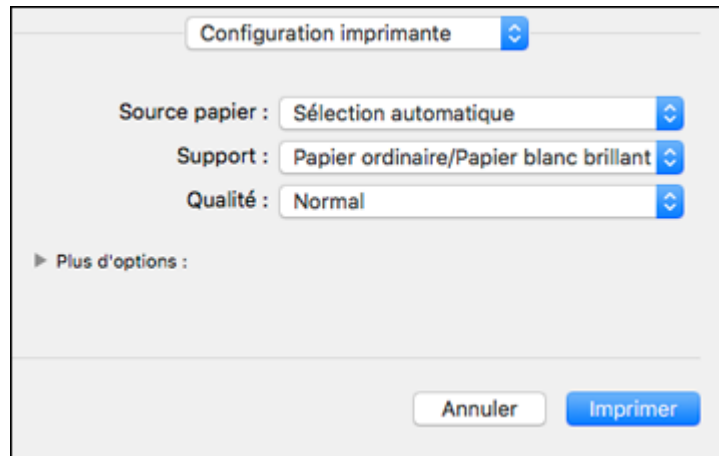 Configuration imprimante
Source papier : Sélection automatique
Support : Papier ordinaire/Papier blanc brillant
Qualité : Normal
Plus d'options :
Annuler Imprimer